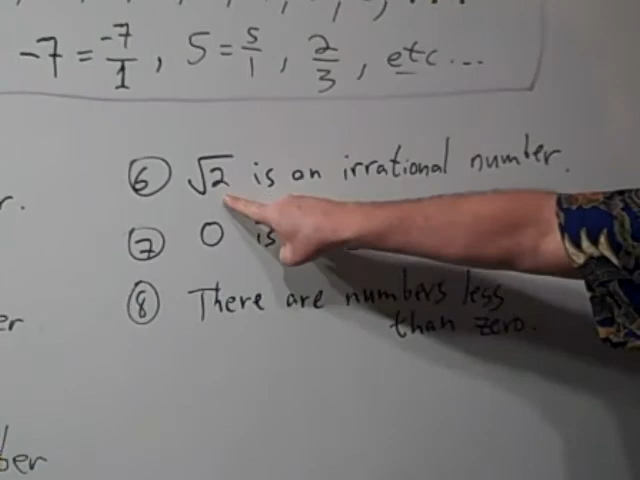 -7 = -7/1, 5 = 5/1, 2/3, etc...
⑥ √2 is an irrational number.
r.
⑦ 0 is
⑧ There are numbers less
than zero.
er
ber